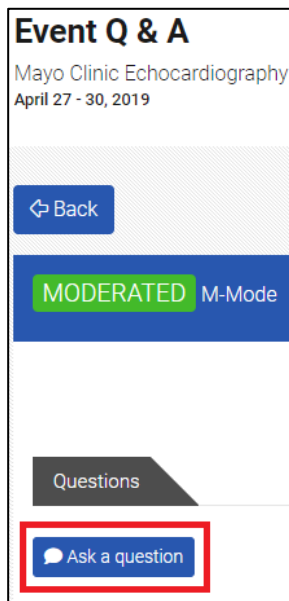 Event Q & A
Mayo Clinic Echocardiography
April 27 - 30, 2019
Back
MODERATED M-Mode
Questions
Ask a question